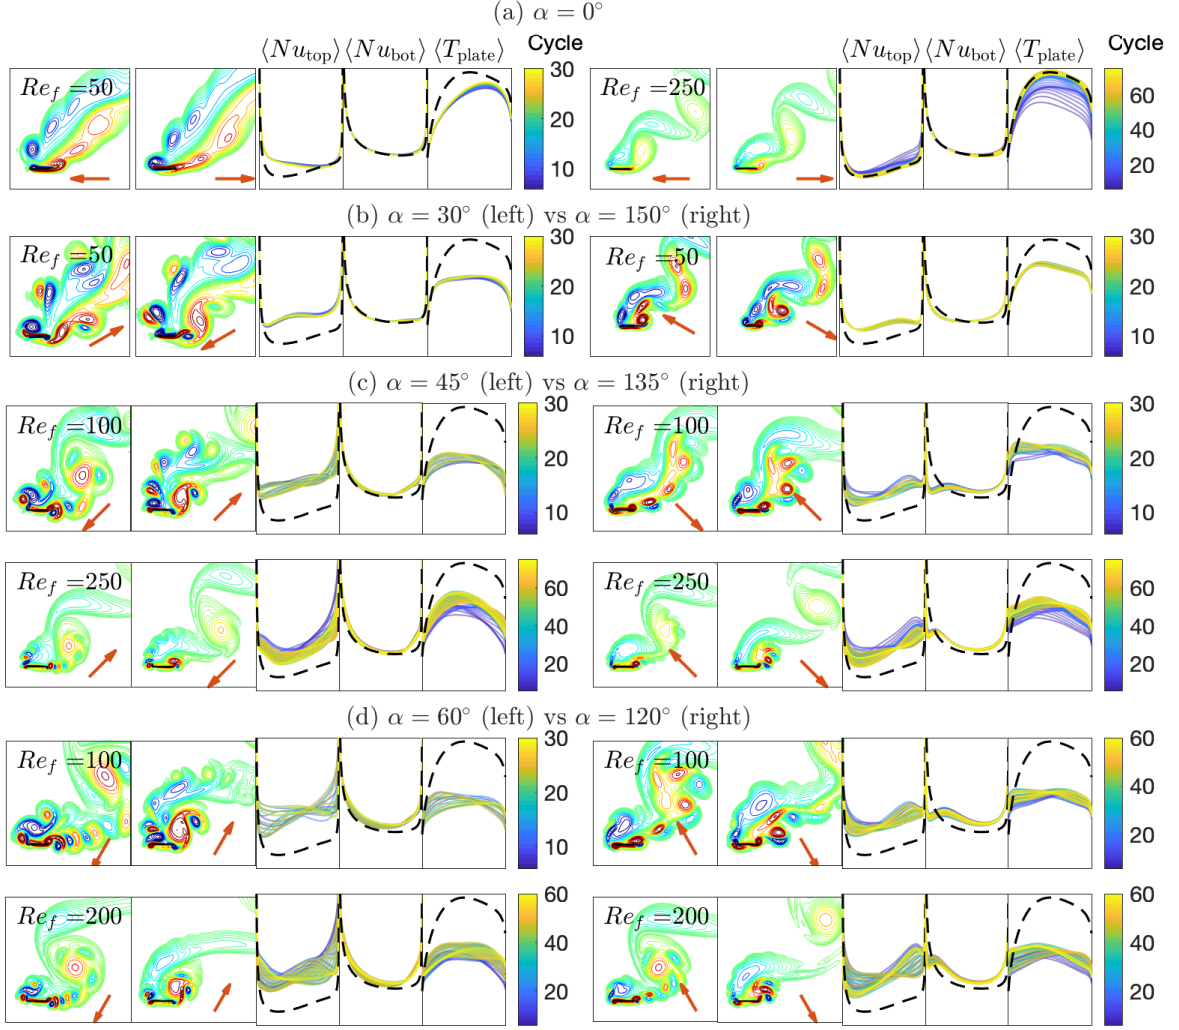 (a) α = 0°
⟨Nu_top⟩ ⟨Nu_bot⟩ ⟨T_plate⟩ Cycle ⟨Nu_top⟩ ⟨Nu_bot⟩ ⟨T_plate⟩ Cycle
Re_f =50 30 20 10 Re_f =250 60 40 20
(b) α = 30° (left) vs α = 150° (right)
Re_f =50 30 20 10 Re_f =50 30 20 10
(c) α = 45° (left) vs α = 135° (right)
Re_f =100 30 20 10 Re_f =100 30 20 10
Re_f =250 60 40 20 Re_f =250 60 40 20
(d) α = 60° (left) vs α = 120° (right)
Re_f =100 30 20 10 Re_f =100 60 40 20
Re_f =200 60 40 20 Re_f =200 60 40 20